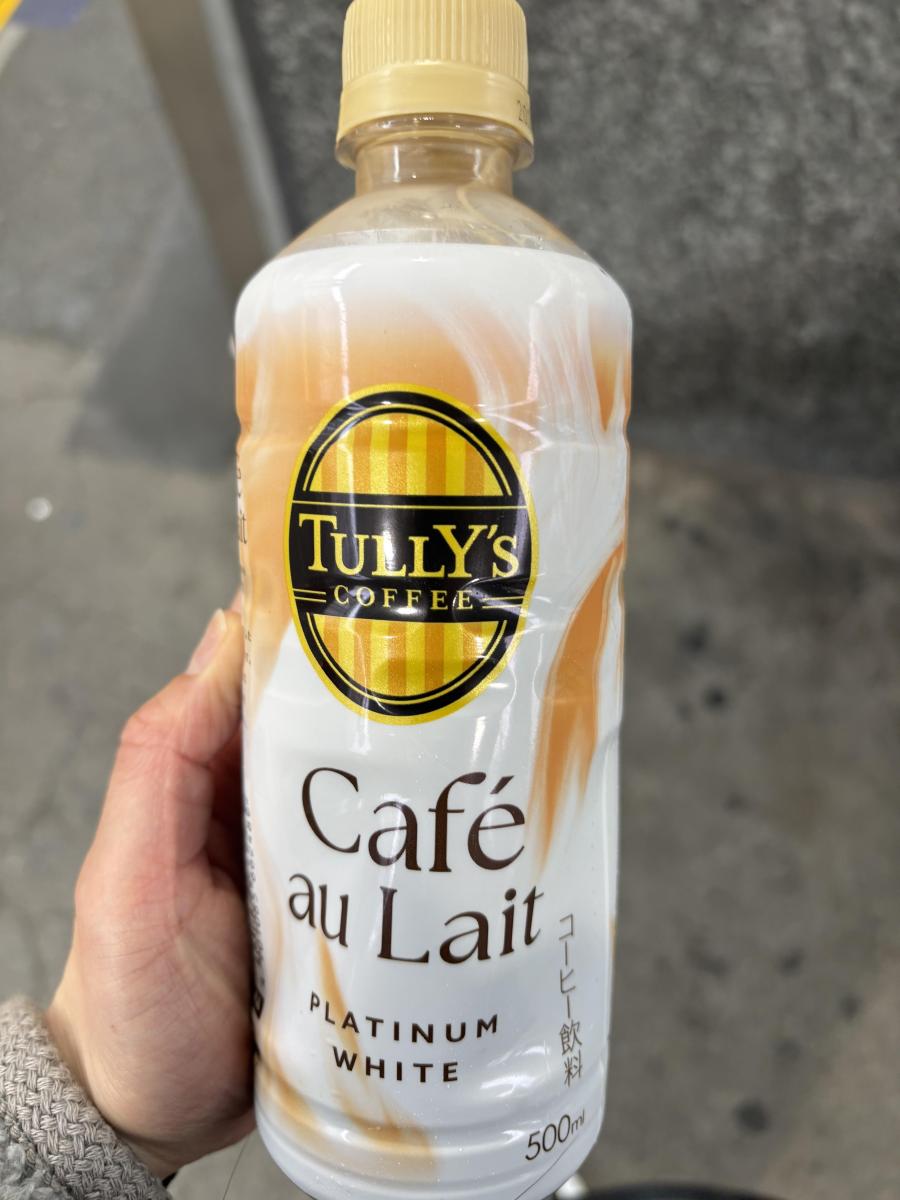 TULLY'S
COFFEE
Café
au Lait
PLATINUM
WHITE
コーヒー飲料
500ml